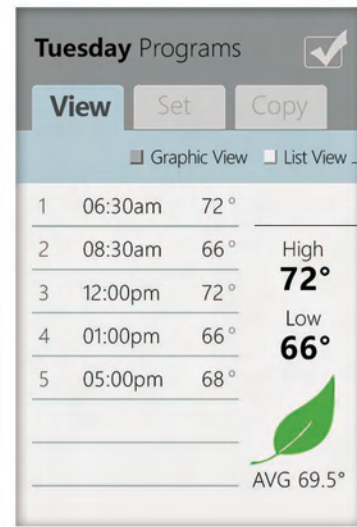 Tuesday Programs
View Set Copy
Graphic View List View
1 06:30am 72°
2 08:30am 66°
3 12:00pm 72°
4 01:00pm 66°
5 05:00pm 68°
High
72°
Low
66°
AVG 69.5°